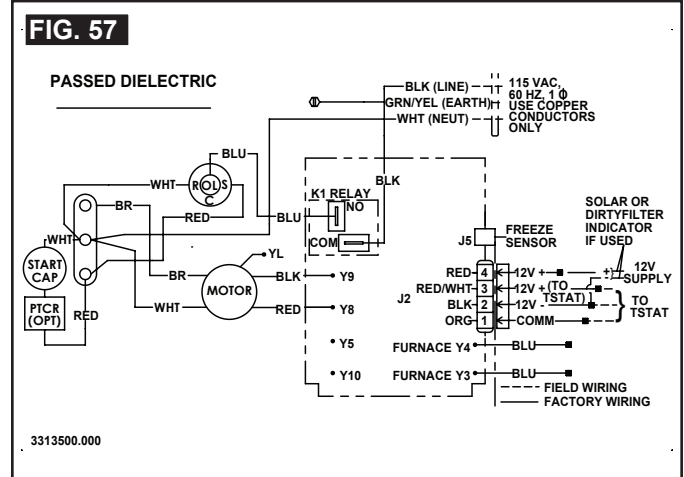 FIG. 57
PASSED DIELECTRIC
BLK (LINE)
GRN/YEL (EARTH)
WHT (NEUT)
115 VAC,
60 HZ, 1 Φ
USE COPPER
CONDUCTORS
ONLY
BLU
WHT
R OL S
C
BR
RED
BLU
K1 RELAY
NO
COM
BLK
WHT
START
CAP
PTCR
(OPT)
RED
BR
WHT
MOTOR
YL
BLK
RED
Y9
Y8
Y5
Y10
J5
FREEZE
SENSOR
SOLAR OR
DIRTYFILTER
INDICATOR
IF USED
J2
RED 4 12V + +) 12V
SUPPLY
RED/WHT 3 12V + (TO
TSTAT)
BLK 2 12V -
ORG 1 COMM
TO
TSTAT
FURNACE Y4 BLU
FURNACE Y3 BLU
FIELD WIRING
FACTORY WIRING
3313500.000